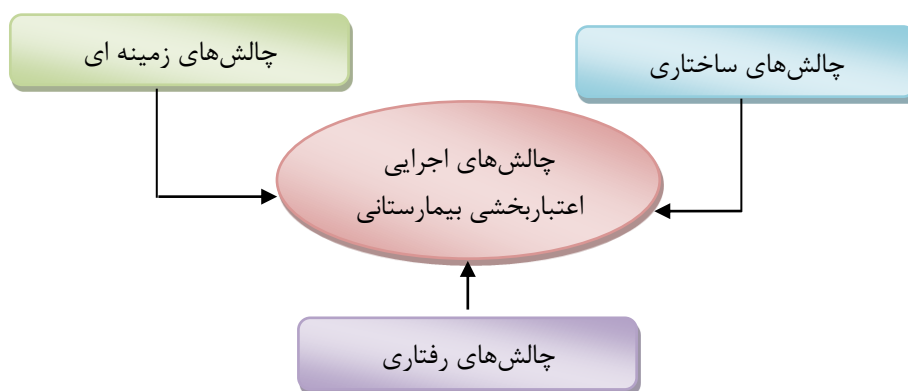 چالش‌های ساختاری
چالش‌های زمینه ای
چالش‌های اجرایی
اعتباربخشی بیمارستانی
چالش‌های رفتاری